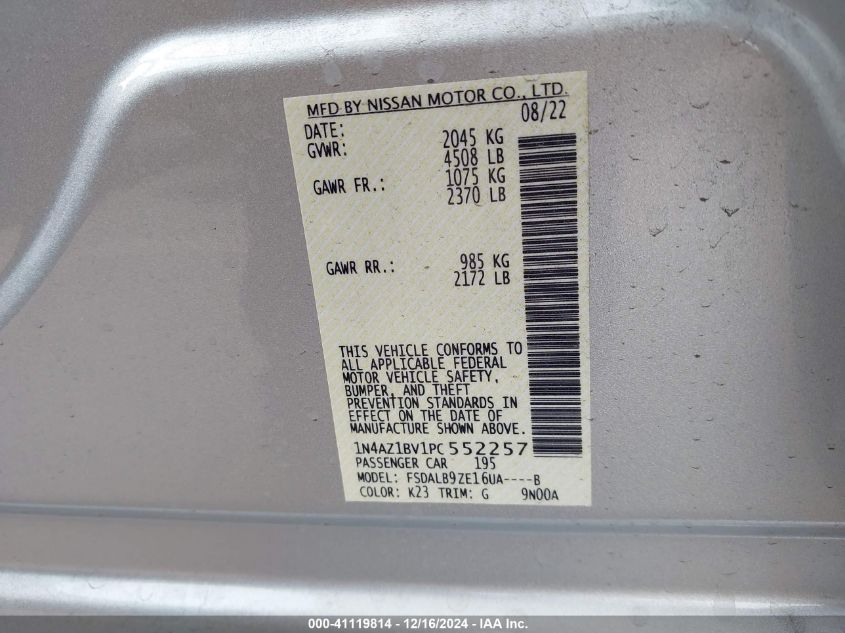 MFD BY NISSAN MOTOR CO., LTD.
DATE: 08/22
GVWR: 2045 KG
4508 LB
GAWR FR.: 1075 KG
2370 LB
GAWR RR.: 985 KG
2172 LB
THIS VEHICLE CONFORMS TO
ALL APPLICABLE FEDERAL
MOTOR VEHICLE SAFETY,
BUMPER, AND THEFT
PREVENTION STANDARDS IN
EFFECT ON THE DATE OF
MANUFACTURE SHOWN ABOVE.
1N4AZ1BV1PC552257
PASSENGER CAR 195
MODEL: FSDALB9ZE16UA----B
COLOR: K23 TRIM: G 9N00A
000-41119814 - 12/16/2024 - IAA Inc.